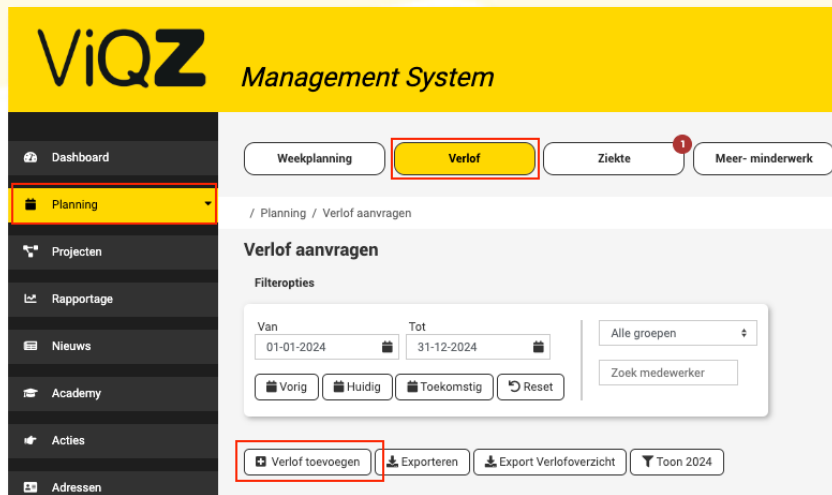 ViQZ Management System
Dashboard
Planning
Projecten
Rapportage
Nieuws
Academy
Acties
Adressen
Weekplanning Verlof Ziekte 1 Meer- minderwerk
/ Planning / Verlof aanvragen
Verlof aanvragen
Filteropties
Van Tot
01-01-2024 31-12-2024 Alle groepen
Vorig Huidig Toekomstig Reset Zoek medewerker
Verlof toevoegen Exporteren Export Verlofoverzicht Toon 2024